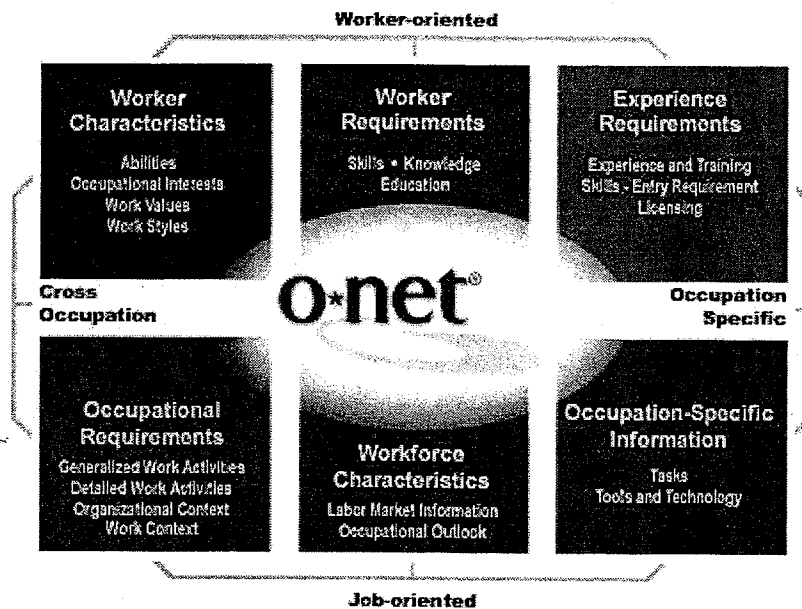 Worker-oriented
Worker
Characteristics
Abilities
Occupational Interests
Work Values
Work Styles
Worker
Requirements
Skills • Knowledge
Education
Experience
Requirements
Experience and Training
Skills - Entry Requirement
Licensing
Cross
Occupation
o*net®
Occupation
Specific
Occupational
Requirements
Generalized Work Activities
Detailed Work Activities
Organizational Context
Work Context
Workforce
Characteristics
Labor Market Information
Occupational Outlook
Occupation-Specific
Information
Tasks
Tools and Technology
Job-oriented